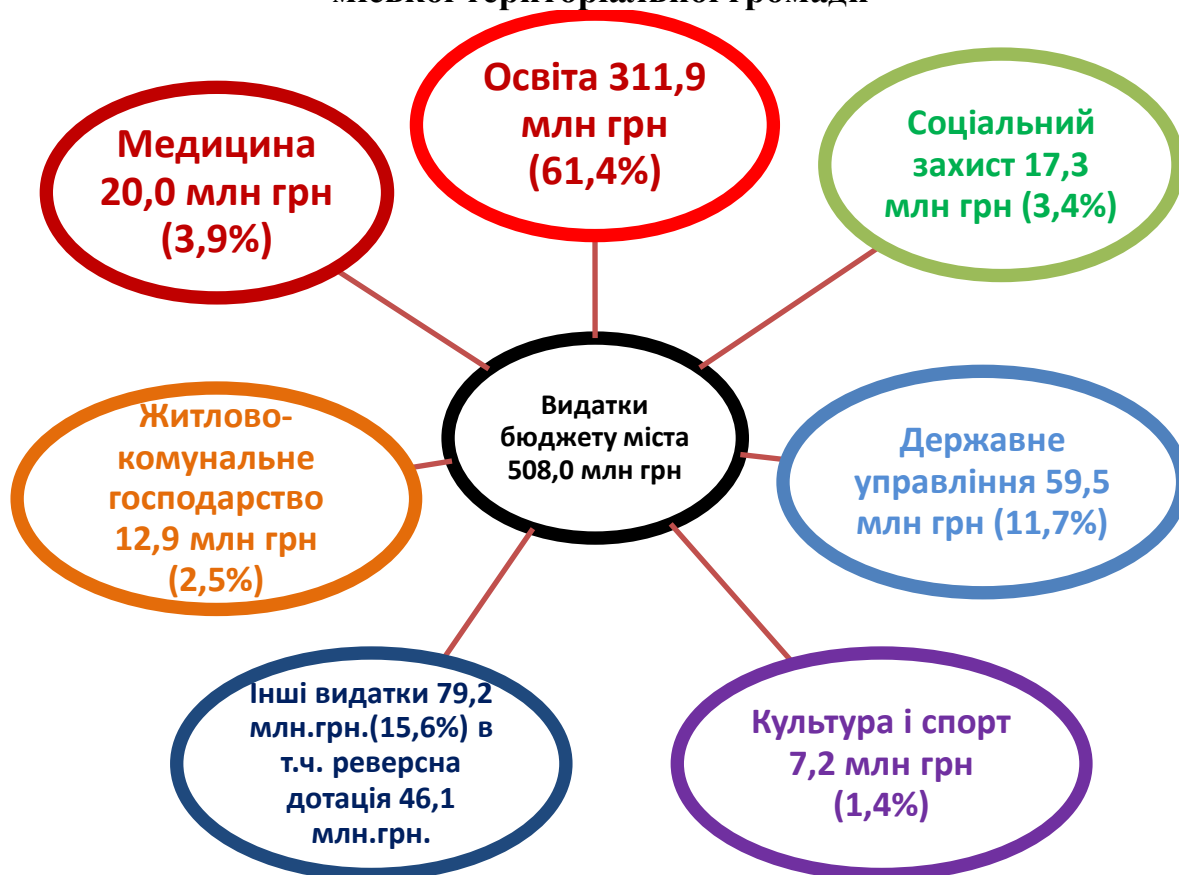 міської територіальної громади
Освіта 311,9
млн грн
(61,4%)
Медицина
20,0 млн грн
(3,9%)
Соціальний
захист 17,3
млн грн (3,4%)
Видатки
бюджету міста
508,0 млн грн
Житлово-
комунальне
господарство
12,9 млн грн
(2,5%)
Державне
управління 59,5
млн грн (11,7%)
Інші видатки 79,2
млн.грн.(15,6%) в
т.ч. реверсна
дотація 46,1
млн.грн.
Культура і спорт
7,2 млн грн
(1,4%)